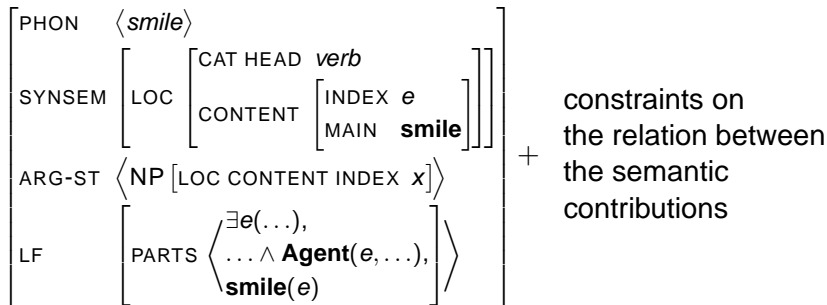 PHON ⟨smile⟩
CAT HEAD verb
SYNSEM LOC
CONTENT INDEX e
MAIN smile
ARG-ST ⟨NP [LOC CONTENT INDEX x]⟩
LF PARTS ⟨∃e(...),
... ∧ Agent(e,...),
smile(e)⟩
+
constraints on
the relation between
the semantic
contributions